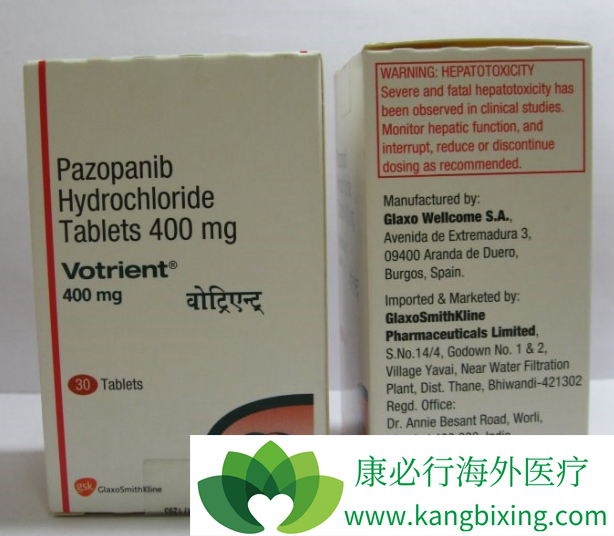 Pazopanib
Hydrochloride
Tablets 400 mg
Votrient®
400 mg
वोट्रिएन्ट्
30 Tablets
gsk GlaxoSmithKline
WARNING: HEPATOTOXICITY
Severe and fatal hepatotoxicity has
been observed in clinical studies.
Monitor hepatic function, and
interrupt, reduce or discontinue
dosing as recommended.
Manufactured by:
Glaxo Wellcome S.A.,
Avenida de Extremadura 3,
09400 Aranda de Duero,
Burgos, Spain.
Imported & Marketed by:
GlaxoSmithKline
Pharmaceuticals Limited,
S.No.14/4, Godown No. 1 & 2,
Village Yavai, Near Water Filtration
Plant, Dist. Thane, Bhiwandi-421302
Regd. Office:
Dr. Annie Besant Road, Worli,
康必行海外医疗
www.kangbixing.com